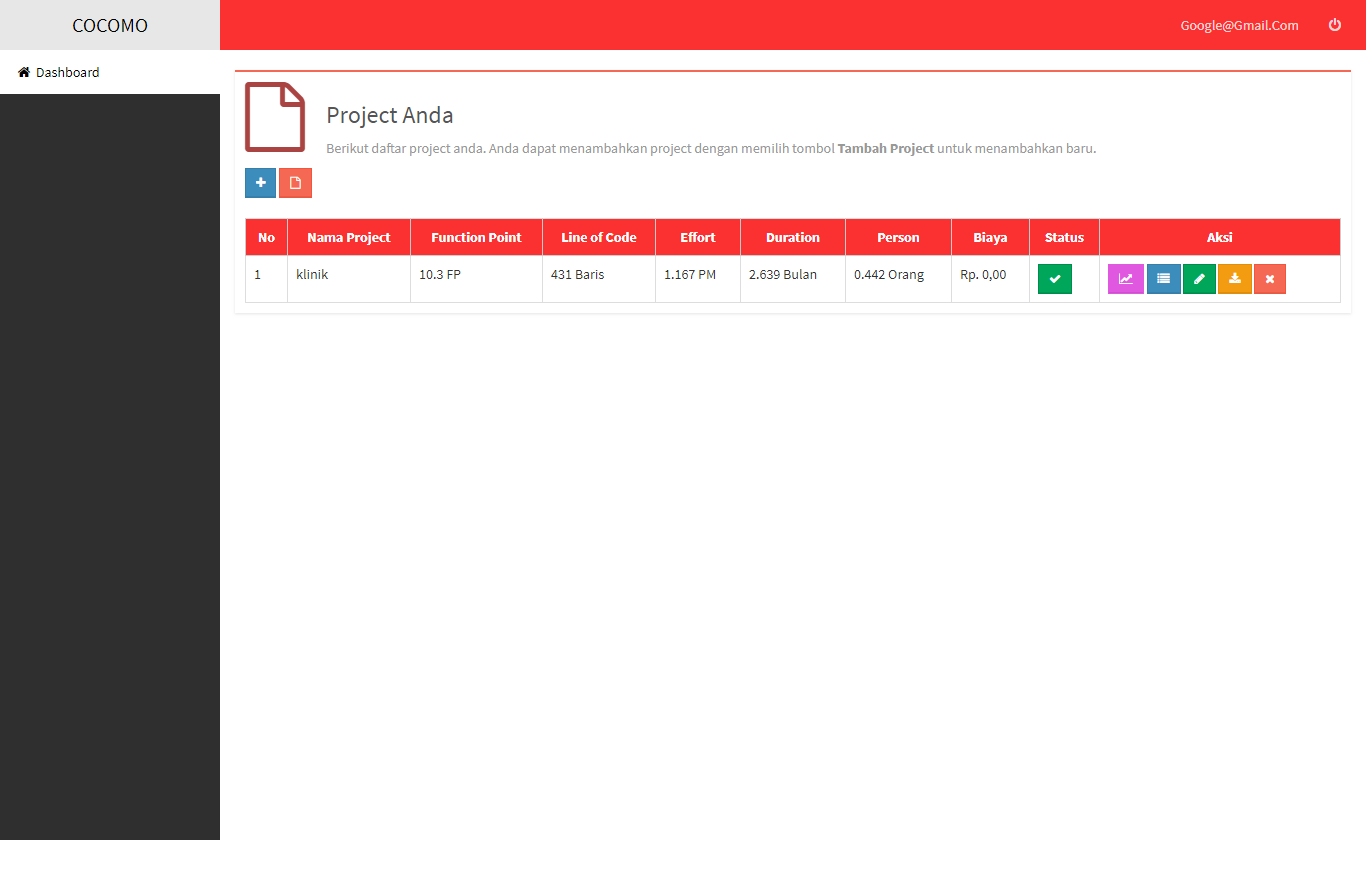 COCOMO
Google@Gmail.Com
Dashboard
Project Anda
Berikut daftar project anda. Anda dapat menambahkan project dengan memilih tombol Tambah Project untuk menambahkan baru.
No Nama Project Function Point Line of Code Effort Duration Person Biaya Status Aksi
1 klinik 10.3 FP 431 Baris 1.167 PM 2.639 Bulan 0.442 Orang Rp. 0,00